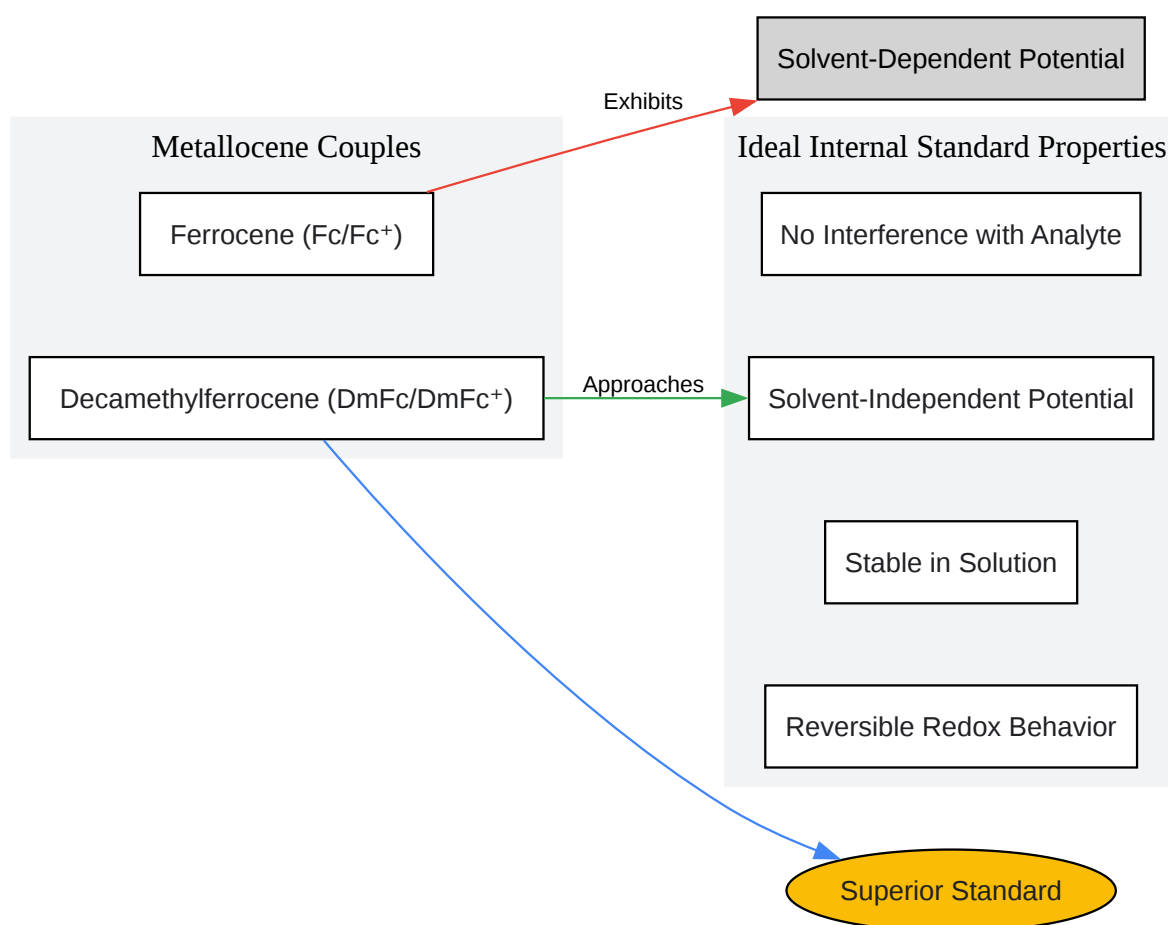 Solvent-Dependent Potential
Exhibits
Metallocene Couples
Ideal Internal Standard Properties
Ferrocene (Fc/Fc⁺)
No Interference with Analyte
Decamethylferrocene (DmFc/DmFc⁺)
Approaches
Solvent-Independent Potential
Stable in Solution
Reversible Redox Behavior
Superior Standard